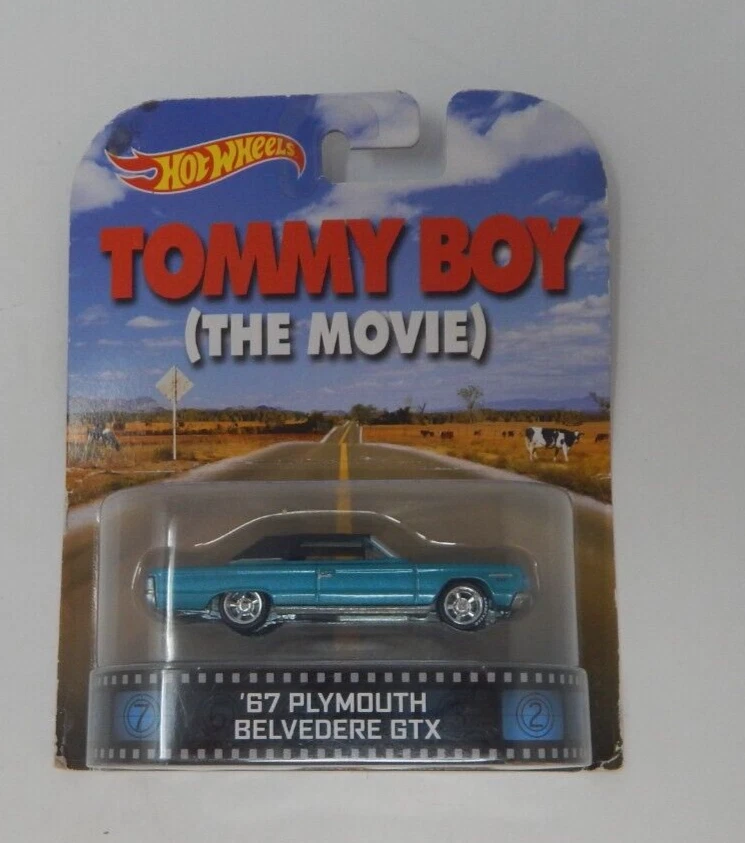 HOT WHEELS
TOMMY BOY
(THE MOVIE)
'67 PLYMOUTH
BELVEDERE GTX
7
2